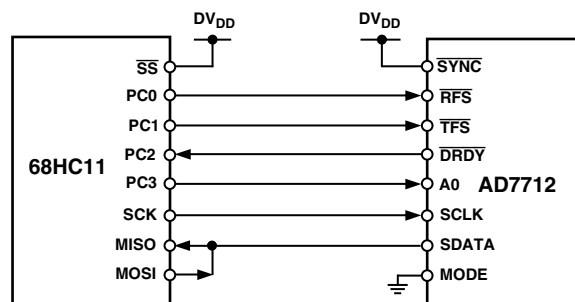 DVDD DVDD
SS SYNC
PC0 RFS
PC1 TFS
PC2 DRDY
68HC11 AD7712
PC3 A0
SCK SCLK
MISO SDATA
MOSI MODE